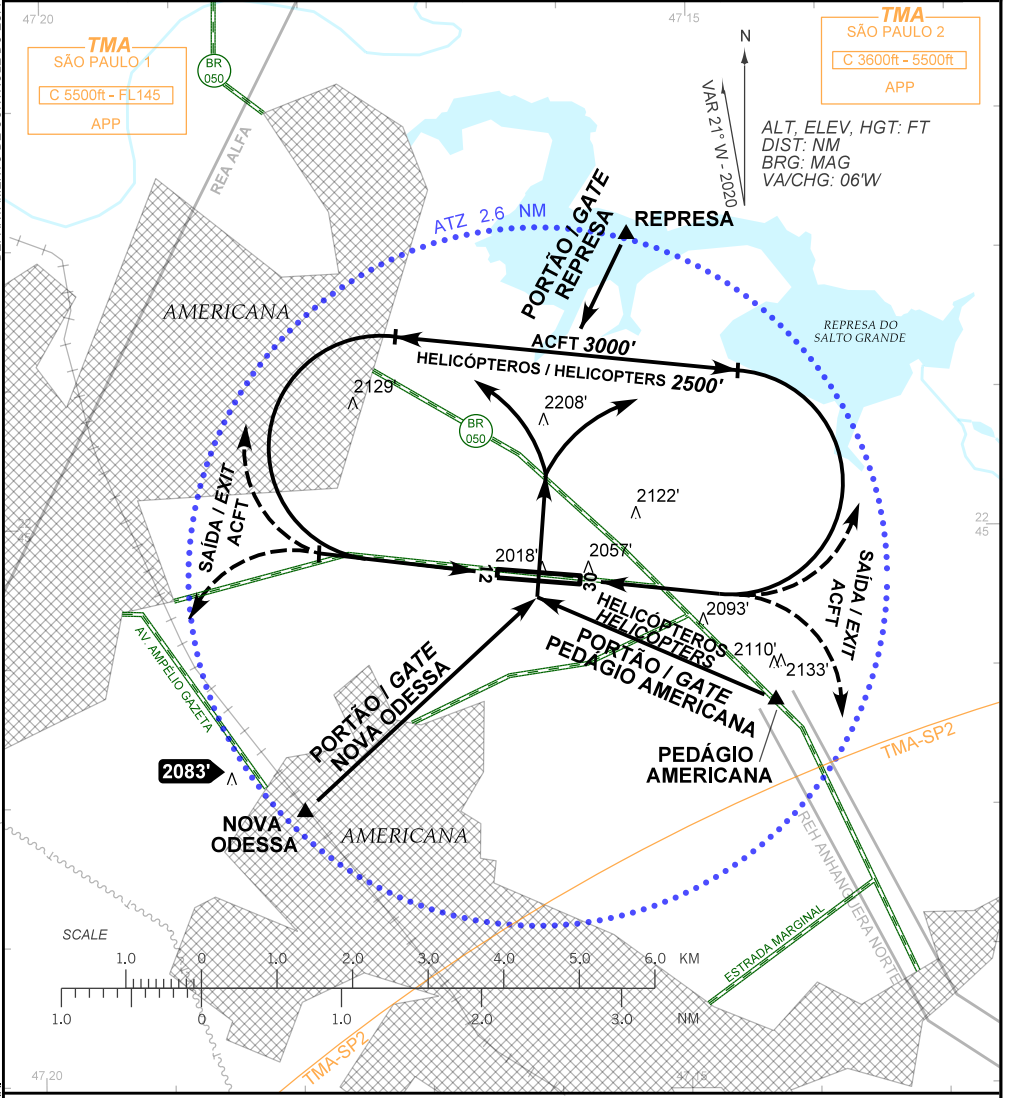 47 20
47 15
TMA
SÃO PAULO 1
C 5500ft - FL145
APP
BR
050
REA ALFA
TMA
SÃO PAULO 2
C 3600ft - 5500ft
APP
N
VAR 21° W - 2020
ALT, ELEV, HGT: FT
DIST: NM
BRG: MAG
VA/CHG: 06'W
ATZ 2.6 NM
PORTÃO / GATE
REPRESA
REPRESA
AMERICANA
REPRESA DO
SALTO GRANDE
ACFT 3000'
HELICÓPTEROS / HELICOPTERS 2500'
2129'
2208'
BR
050
2122'
22
45
22
45
SAÍDA / EXIT
ACFT
2018'
2057'
12
30
SAÍDA / EXIT
ACFT
HELICÓPTEROS
HELICOPTERS
2093'
2110'
2133'
PORTÃO / GATE
PEDÁGIO AMERICANA
AV. AMPÉLIO GAZETA
PORTÃO / GATE
NOVA ODESSA
PEDÁGIO
AMERICANA
TMA-SP2
2083'
NOVA
ODESSA
AMERICANA
REH ANHANGUERA NORTE
ESTRADA MARGINAL
SCALE
1.0 0 1.0 2.0 3.0 4.0 5.0 6.0 KM
1.0 0 1.0 2.0 3.0 NM
TMA-SP2
47 20
47 15